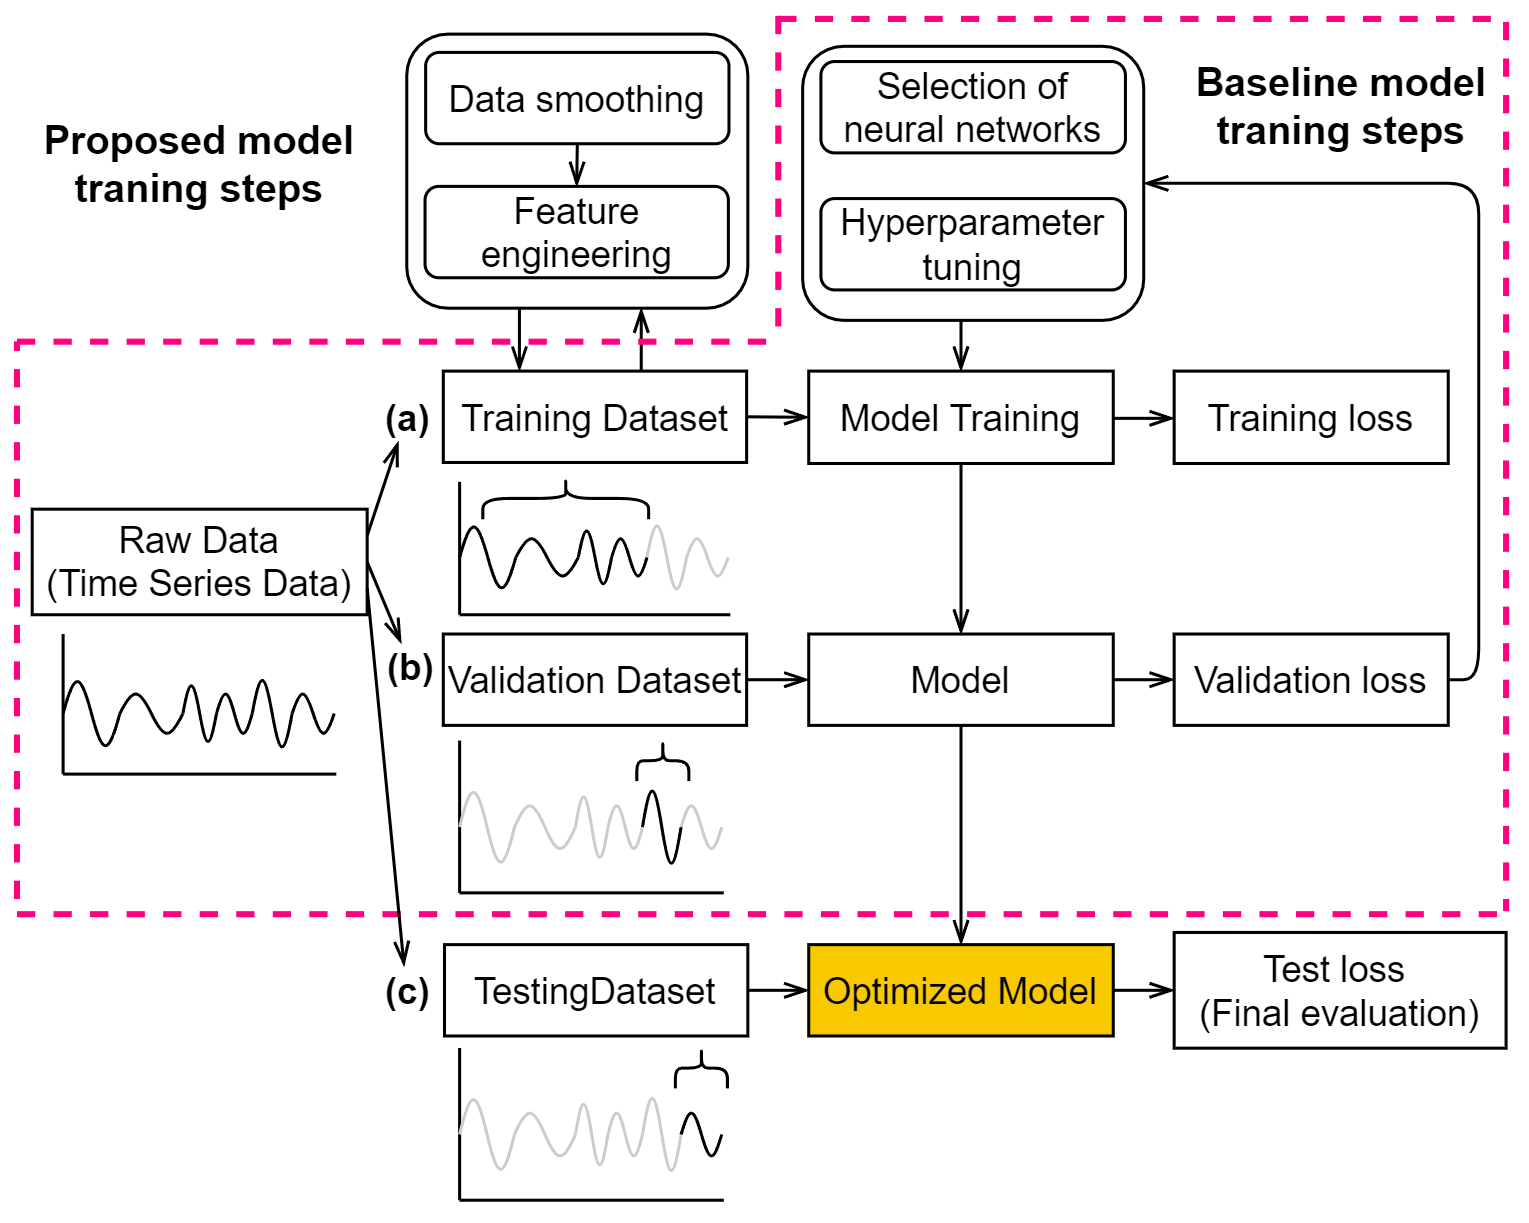 Proposed model
traning steps
Data smoothing
Feature
engineering
Selection of
neural networks
Hyperparameter
tuning
Baseline model
traning steps
(a)
Training Dataset
Model Training
Training loss
Raw Data
(Time Series Data)
(b)
Validation Dataset
Model
Validation loss
(c)
TestingDataset
Optimized Model
Test loss
(Final evaluation)